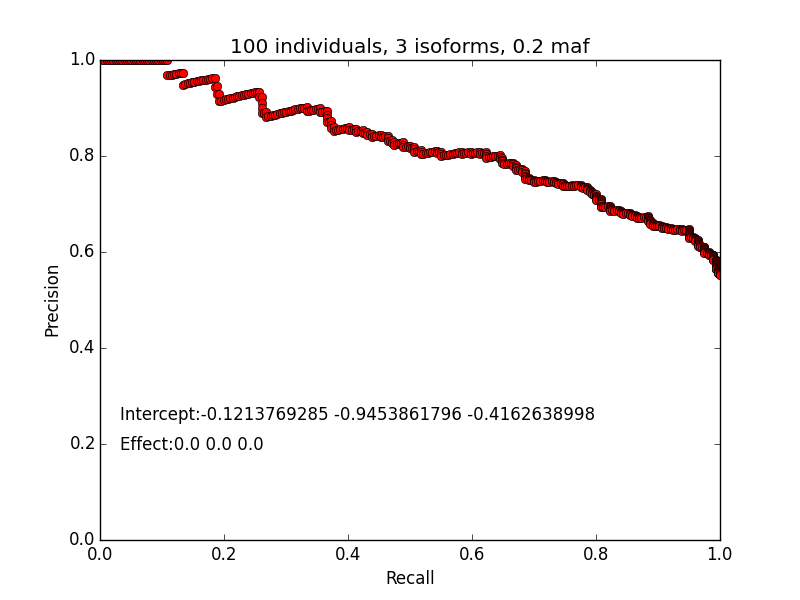 100 individuals, 3 isoforms, 0.2 maf
1.0
0.8
0.6
0.4
0.2
0.0
Precision
Intercept:-0.1213769285 -0.9453861796 -0.4162638998
Effect:0.0 0.0 0.0
0.0 0.2 0.4 0.6 0.8 1.0
Recall